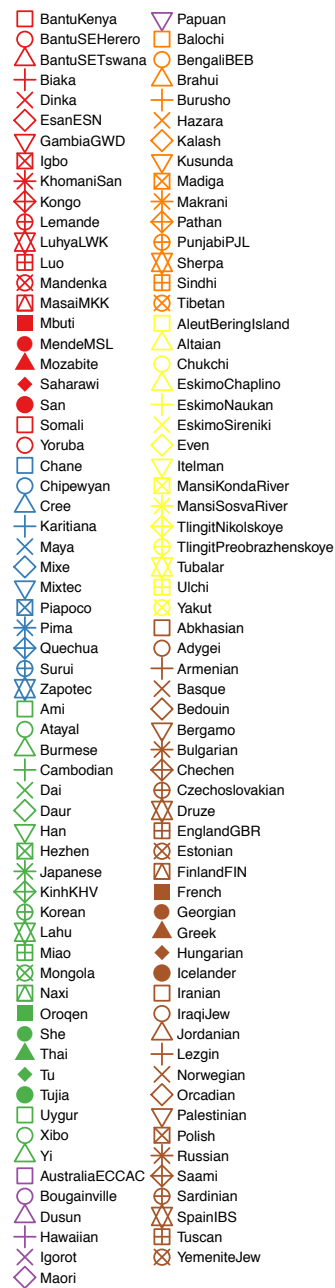 BantuKenya
BantuSEHerero
BantuSETswana
Biaka
Dinka
EsanESN
GambiaGWD
Igbo
KhomaniSan
Kongo
Lemande
LuhyaLWK
Luo
Mandenka
MasaiMKK
Mbuti
MendeMSL
Mozabite
Saharawi
San
Somali
Yoruba
Chane
Chipewyan
Cree
Karitiana
Maya
Mixe
Mixtec
Piapoco
Pima
Quechua
Surui
Zapotec
Ami
Atayal
Burmese
Cambodian
Dai
Daur
Han
Hezhen
Japanese
KinhKHV
Korean
Lahu
Miao
Mongola
Naxi
Oroqen
She
Thai
Tu
Tujia
Uygur
Xibo
Yi
AustraliaECCAC
Bougainville
Dusun
Hawaiian
Igorot
Maori
Papuan
Balochi
BengaliBEB
Brahui
Burusho
Hazara
Kalash
Kusunda
Madiga
Makrani
Pathan
PunjabiPJL
Sherpa
Sindhi
Tibetan
AleutBeringIsland
Altaian
Chukchi
EskimoChaplino
EskimoNaukan
EskimoSireniki
Even
Itelman
MansiKondaRiver
MansiSosvaRiver
TlingitNikolskoye
TlingitPreobrazhenskoye
Tubalar
Ulchi
Yakut
Abkhasian
Adygei
Armenian
Basque
Bedouin
Bergamo
Bulgarian
Chechen
Czechoslovakian
Druze
EnglandGBR
Estonian
FinlandFIN
French
Georgian
Greek
Hungarian
Icelander
Iranian
IraqiJew
Jordanian
Lezgin
Norwegian
Orcadian
Palestinian
Polish
Russian
Saami
Sardinian
SpainIBS
Tuscan
YemeniteJew